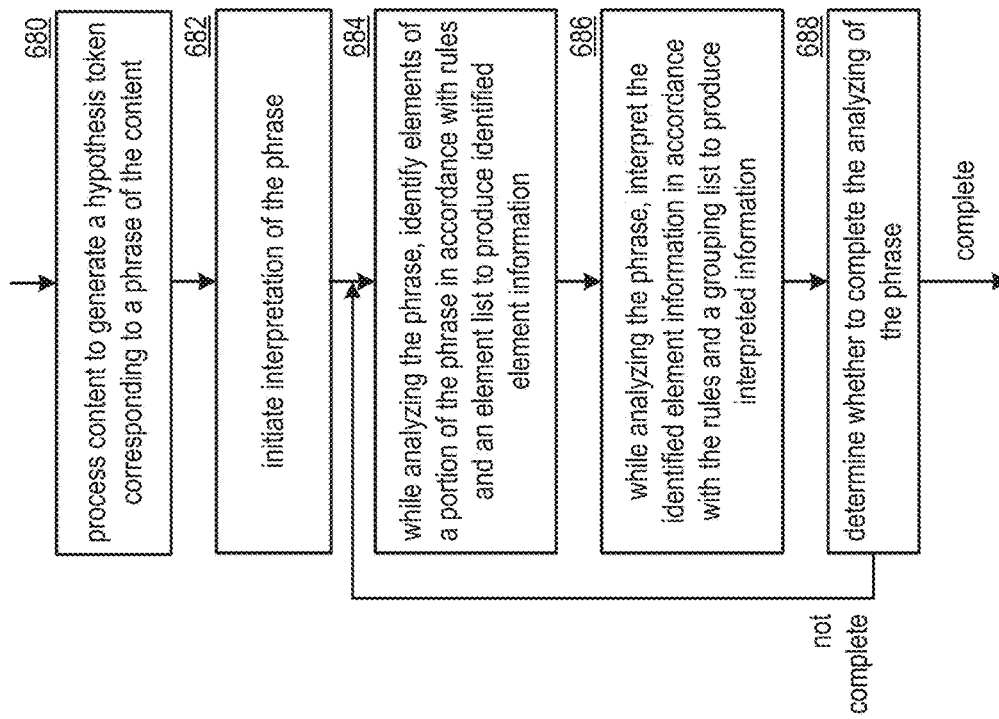 680
process content to generate a hypothesis token
corresponding to a phrase of the content
682
initiate interpretation of the phrase
684
while analyzing the phrase, identify elements of
a portion of the phrase in accordance with rules
and an element list to produce identified
element information
686
while analyzing the phrase, interpret the
identified element information in accordance
with the rules and a grouping list to produce
interpreted information
688
determine whether to complete the analyzing of
the phrase
not
complete
complete